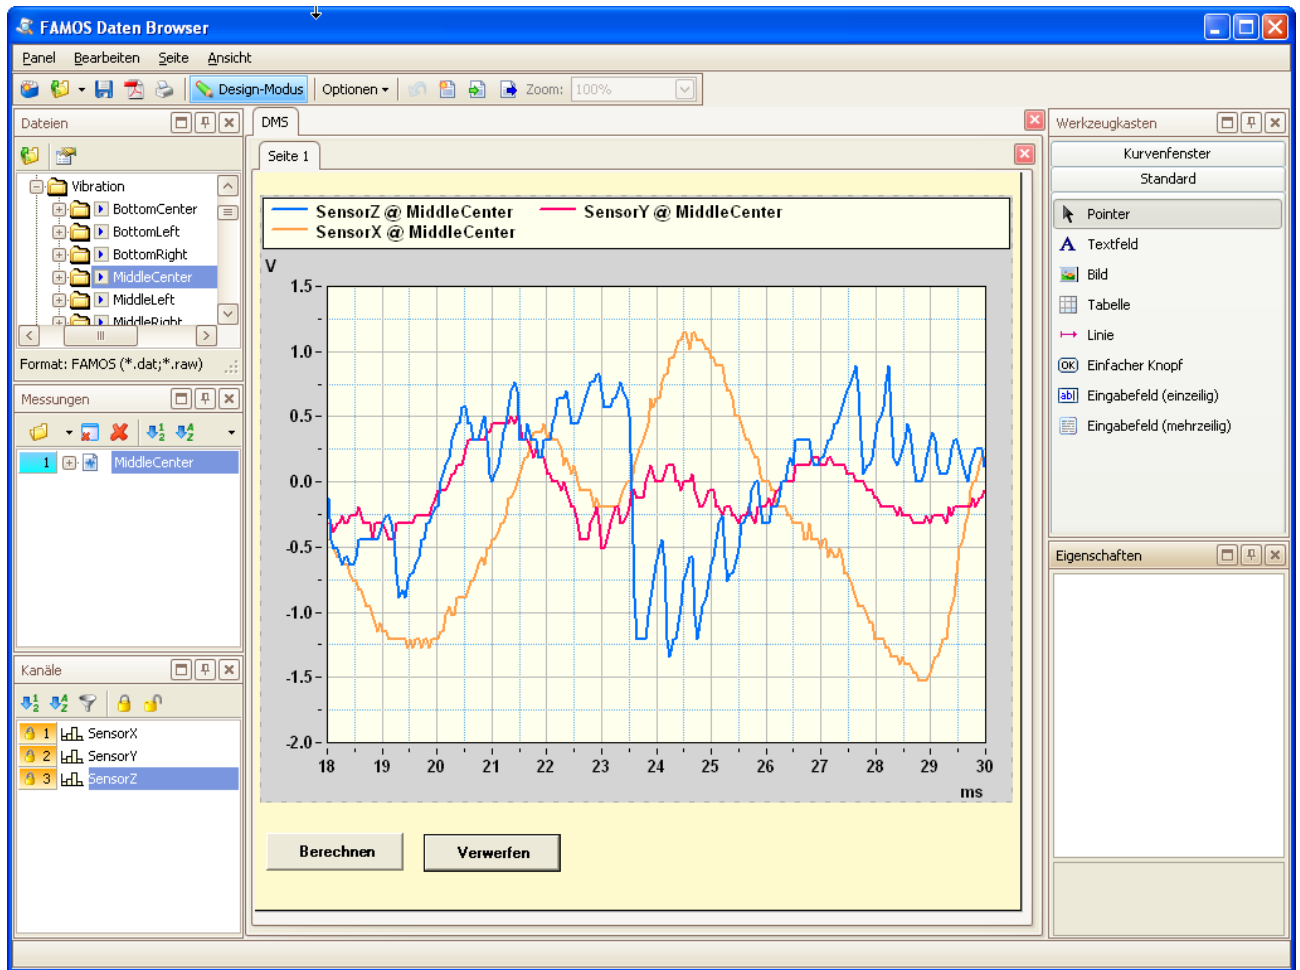 FAMOS Daten Browser
Panel Bearbeiten Seite Ansicht
Design-Modus Optionen Zoom: 100%
Dateien
Vibration
BottomCenter
BottomLeft
BottomRight
MiddleCenter
MiddleLeft
MiddleRight
Format: FAMOS (*.dat;*.raw)
Messungen
1 MiddleCenter
Kanäle
1 SensorX
2 SensorY
3 SensorZ
DMS
Seite 1
SensorZ @ MiddleCenter SensorY @ MiddleCenter
SensorX @ MiddleCenter
V
1.5
1.0
0.5
0.0
-0.5
-1.0
-1.5
-2.0
18 19 20 21 22 23 24 25 26 27 28 29 30
ms
Berechnen Verwerfen
Werkzeugkasten
Kurvenfenster
Standard
Pointer
A Textfeld
Bild
Tabelle
Linie
OK Einfacher Knopf
ab| Eingabefeld (einzeilig)
Eingabefeld (mehrzeilig)
Eigenschaften